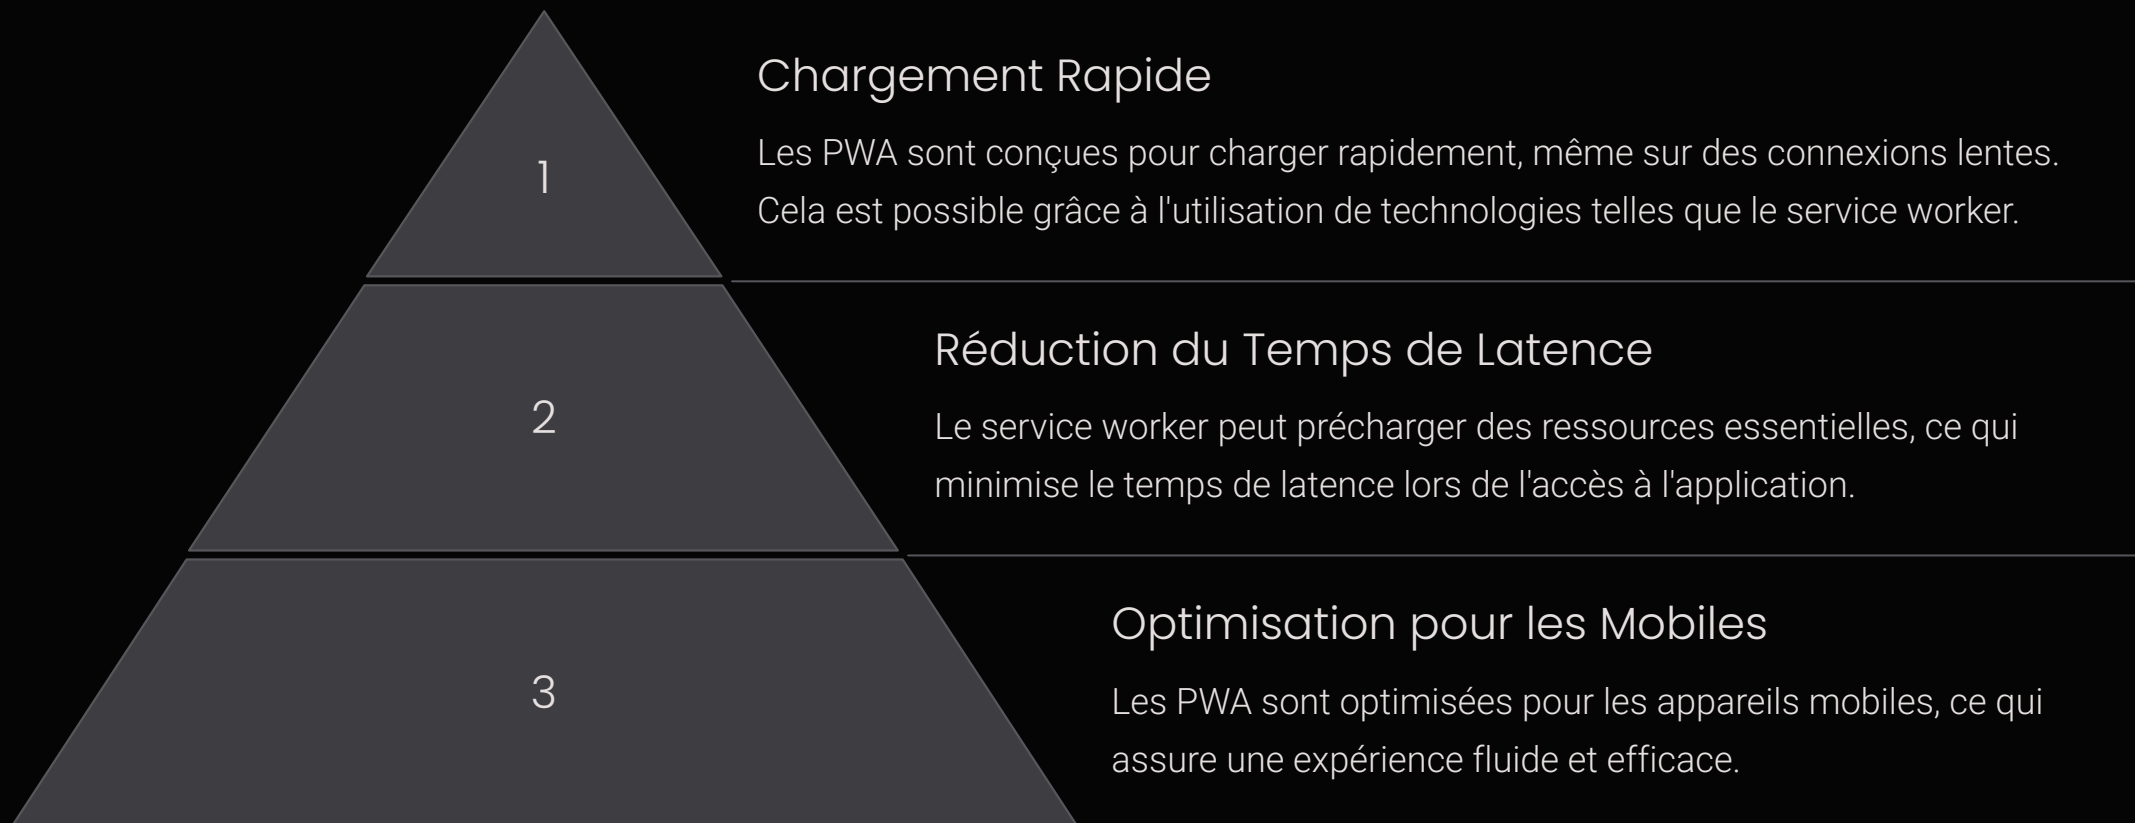 1
Chargement Rapide
Les PWA sont conçues pour charger rapidement, même sur des connexions lentes.
Cela est possible grâce à l'utilisation de technologies telles que le service worker.
2
Réduction du Temps de Latence
Le service worker peut précharger des ressources essentielles, ce qui
minimise le temps de latence lors de l'accès à l'application.
3
Optimisation pour les Mobiles
Les PWA sont optimisées pour les appareils mobiles, ce qui
assure une expérience fluide et efficace.